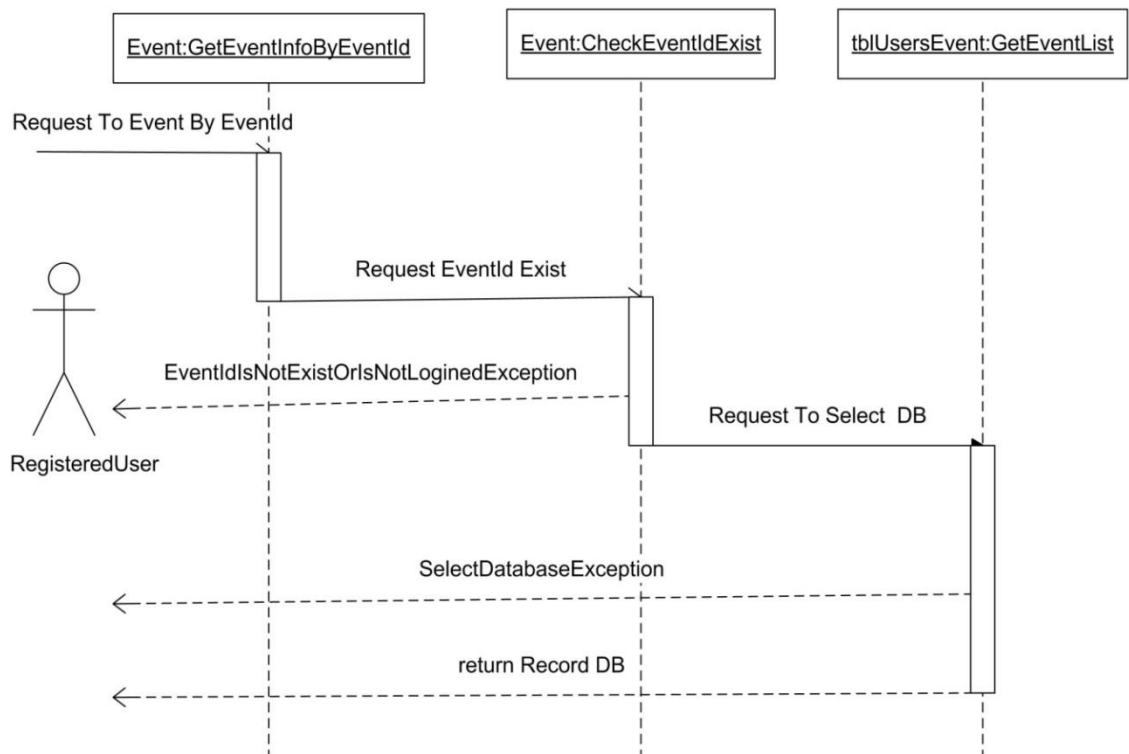 Event:GetEventInfoByEventId
Event:CheckEventIdExist
tblUsersEvent:GetEventList
Request To Event By EventId
Request EventId Exist
EventIdIsNotExistOrIsNotLoginedException
Request To Select DB
RegisteredUser
SelectDatabaseException
return Record DB